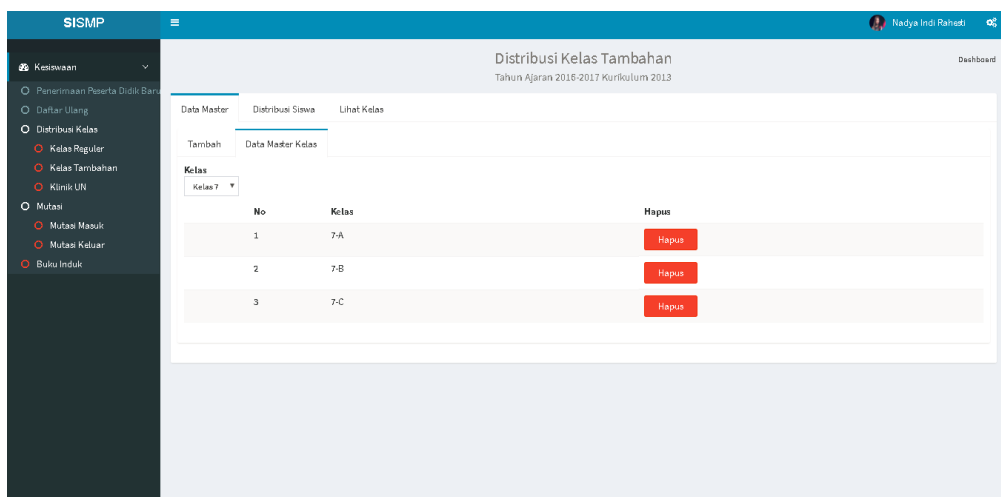 SISMP
Nadya Indi Rahesti
Kesiswaan
Penerimaan Peserta Didik Baru
Daftar Ulang
Distribusi Kelas
Kelas Reguler
Kelas Tambahan
Klinik UN
Mutasi
Mutasi Masuk
Mutasi Keluar
Buku Induk
Distribusi Kelas Tambahan
Tahun Ajaran 2016-2017 Kurikulum 2013
Dashboard
Data Master Distribusi Siswa Lihat Kelas
Tambah Data Master Kelas
Kelas
Kelas 7
No Kelas Hapus
1 7-A Hapus
2 7-B Hapus
3 7-C Hapus